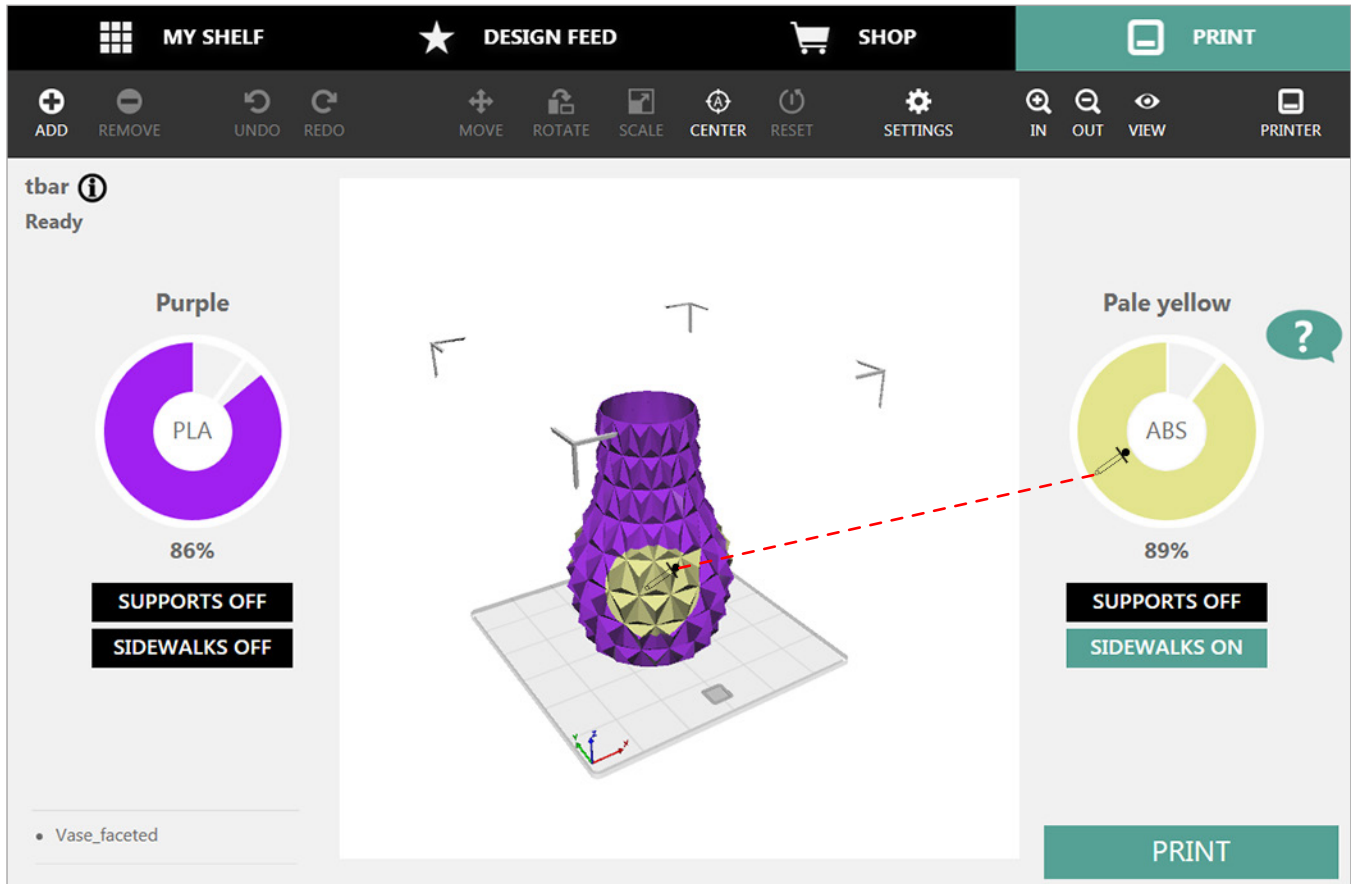 MY SHELF
DESIGN FEED
SHOP
PRINT
ADD
REMOVE
UNDO
REDO
MOVE
ROTATE
SCALE
A
CENTER
RESET
SETTINGS
IN
OUT
VIEW
PRINTER
tbar i
Ready
Purple
PLA
86%
SUPPORTS OFF
SIDEWALKS OFF
Vase_faceted
Y Z X
Pale yellow
?
ABS
89%
SUPPORTS OFF
SIDEWALKS ON
PRINT